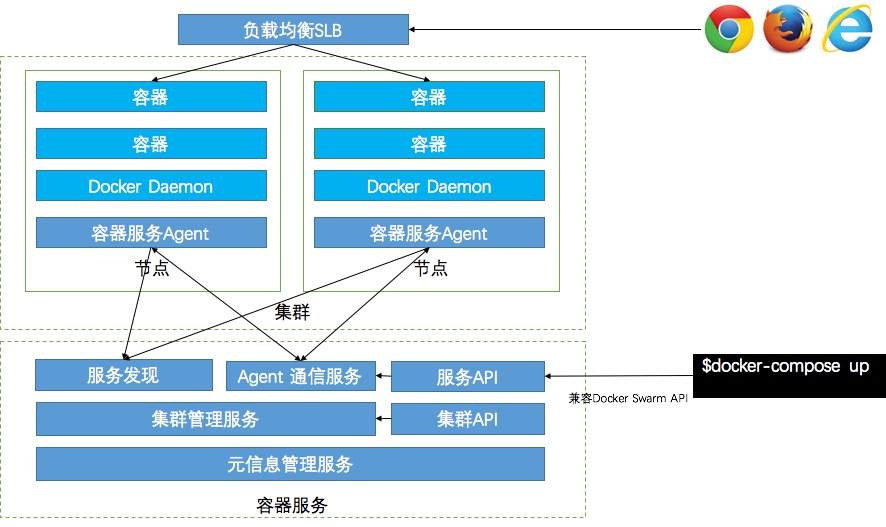 负载均衡SLB
容器
容器
容器
容器
Docker Daemon
Docker Daemon
容器服务Agent
容器服务Agent
节点
节点
集群
服务发现
Agent 通信服务
服务API
$docker-compose up
兼容Docker Swarm API
集群管理服务
集群API
元信息管理服务
容器服务